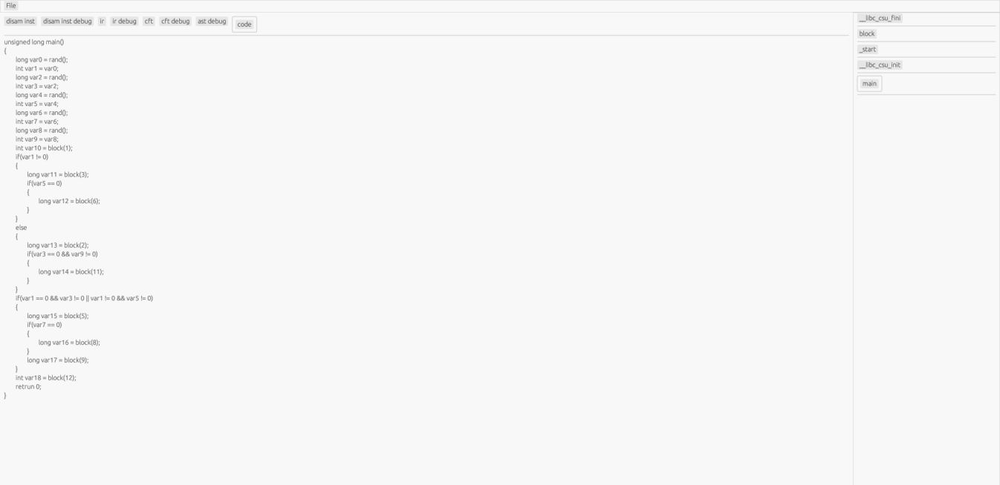 File
disam inst disam inst debug ir ir debug cft cft debug ast debug code
unsigned long main()
{
long var0 = rand();
int var1 = var0;
long var2 = rand();
int var3 = var2;
long var4 = rand();
int var5 = var4;
long var6 = rand();
int var7 = var6;
long var8 = rand();
int var9 = var8;
int var10 = block(1);
if(var1 != 0)
{
long var11 = block(3);
if(var5 == 0)
{
long var12 = block(6);
}
}
else
{
long var13 = block(2);
if(var3 == 0 && var9 != 0)
{
long var14 = block(11);
}
}
if(var1 == 0 && var3 != 0 || var1 != 0 && var5 != 0)
{
long var15 = block(5);
if(var7 == 0)
{
long var16 = block(8);
}
long var17 = block(9);
}
int var18 = block(12);
retrun 0;
}
__libc_csu_fini
block
_start
__libc_csu_init
main